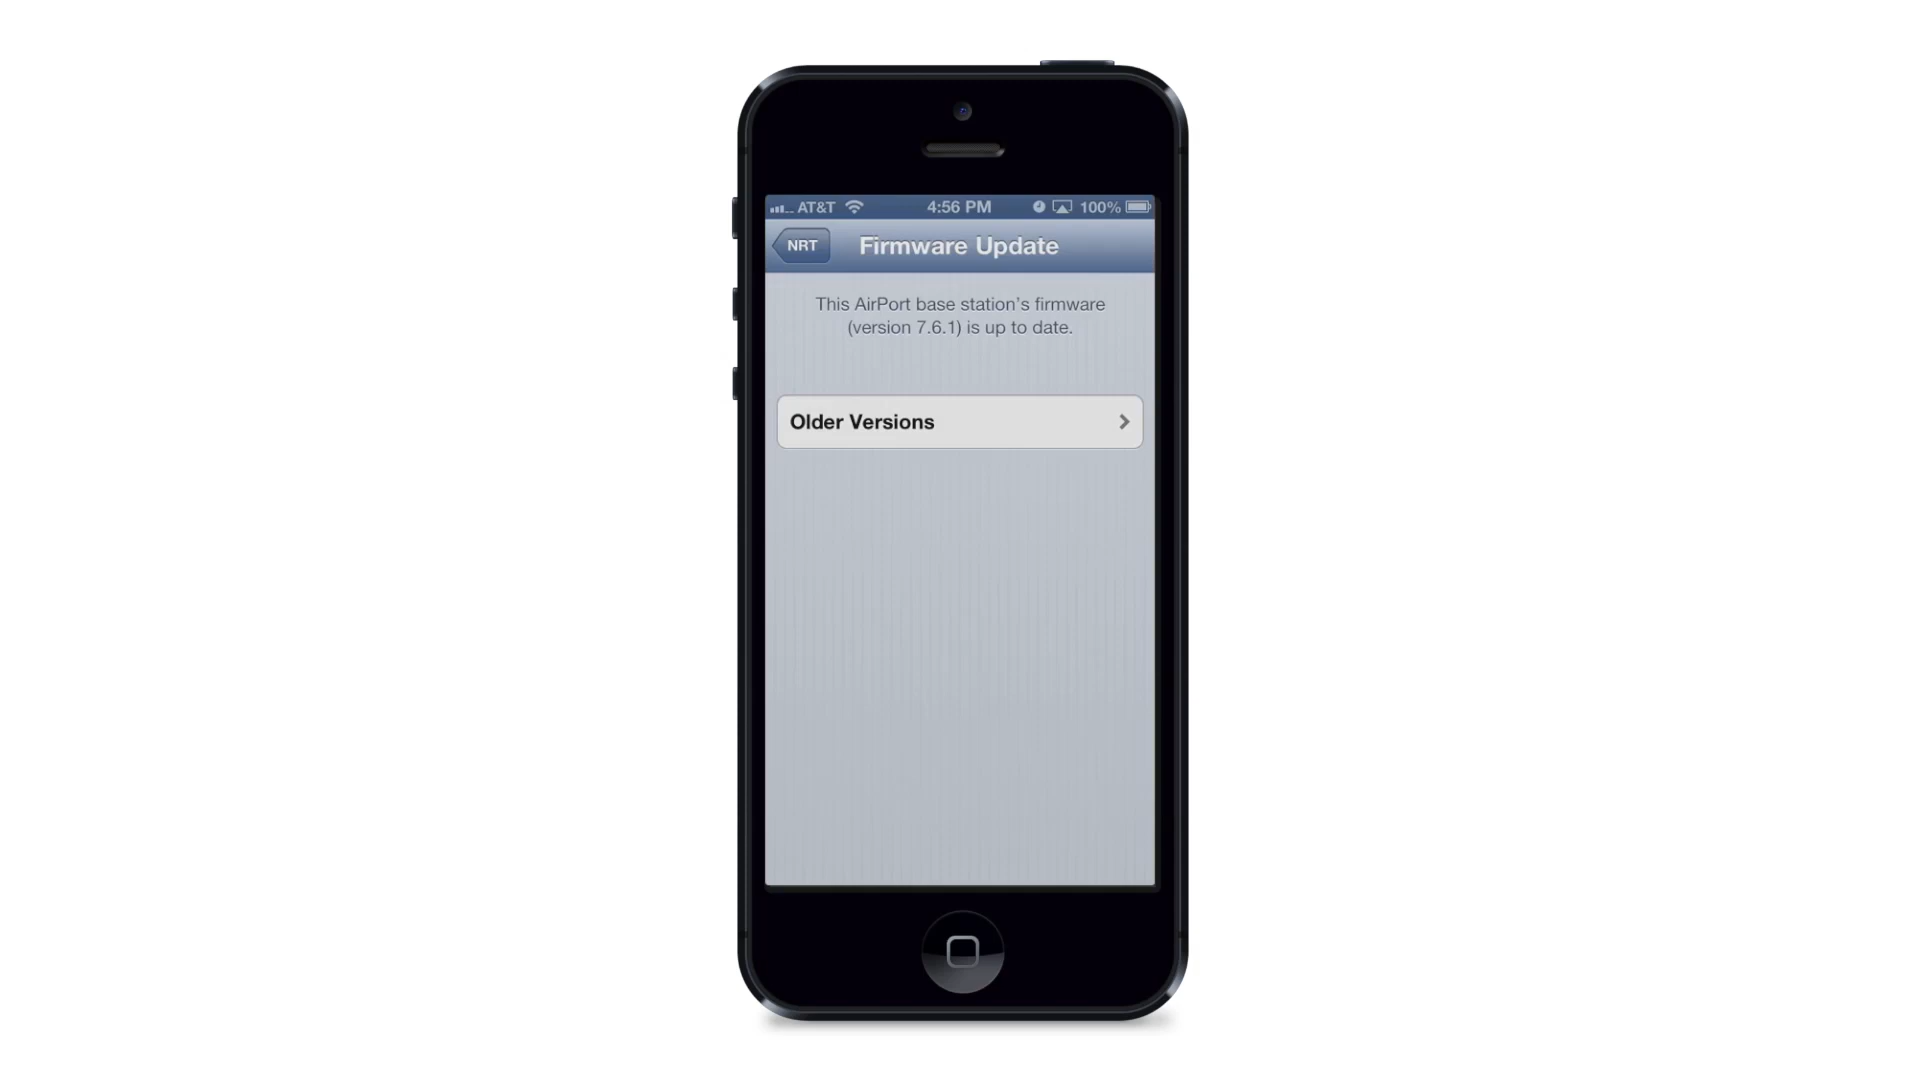 AT&T 4:56 PM 100%
NRT Firmware Update
This AirPort base station's firmware
(version 7.6.1) is up to date.
Older Versions